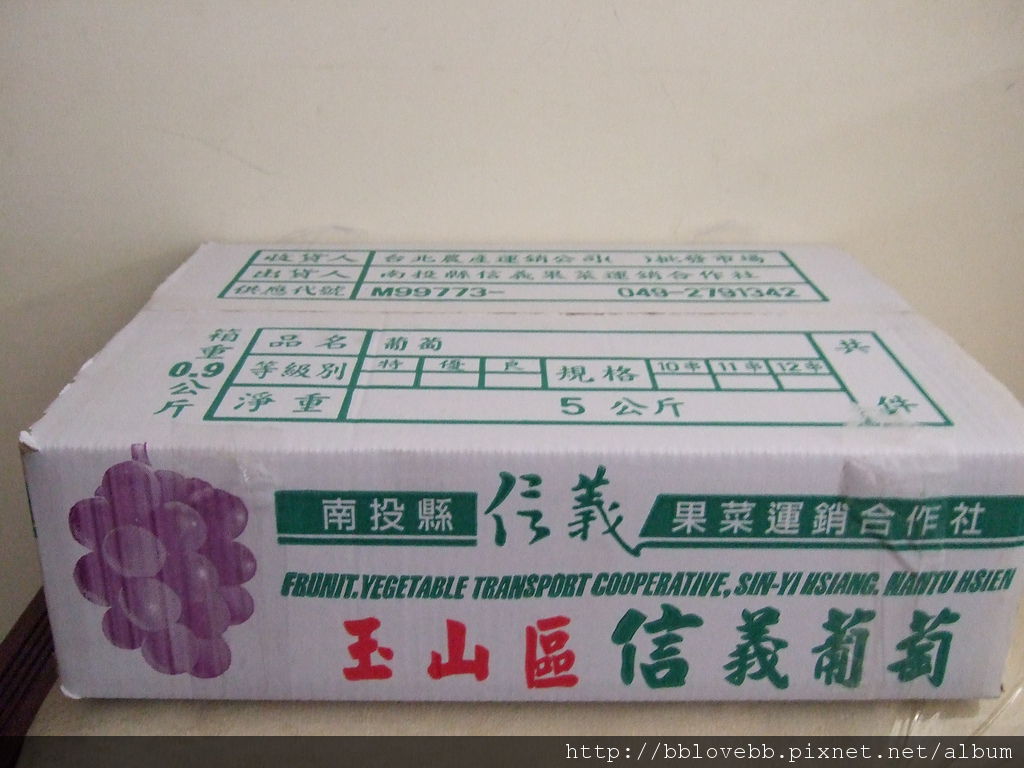 收貨人 台北農產運銷公司( )批發市場
出貨人 南投縣信義果菜運銷合作社
供應代號 M99773- 049-2791342
箱重0.9公斤
品名 葡萄 共 件
等級別 特 優 良 規格 10串 11串 12串
淨重 5公斤
南投縣 信義 果菜運銷合作社
FRUNIT.YEGETABLE TRANSPORT COOPERATIVE, SIN-YI HSIANG. NANTU HSIEN
玉山區 信義葡萄
http://bblovebb.pixnet.net/album